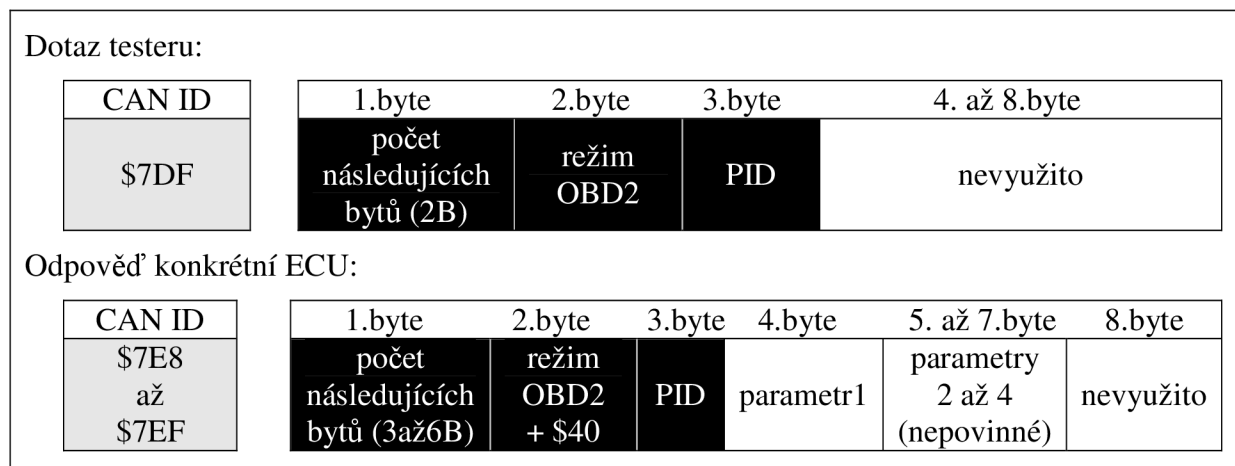 Dotaz testeru:
CAN ID 1.byte 2.byte 3.byte 4. až 8.byte
$7DF
počet
následujících
bytů (2B)
režim
OBD2
PID
nevyužito
Odpověď konkrétní ECU:
CAN ID 1.byte 2.byte 3.byte 4.byte 5. až 7.byte 8.byte
$7E8
až
$7EF
počet
následujících
bytů (3až6B)
režim
OBD2
+ $40
PID
parametr1
parametry
2 až 4
(nepovinné)
nevyužito